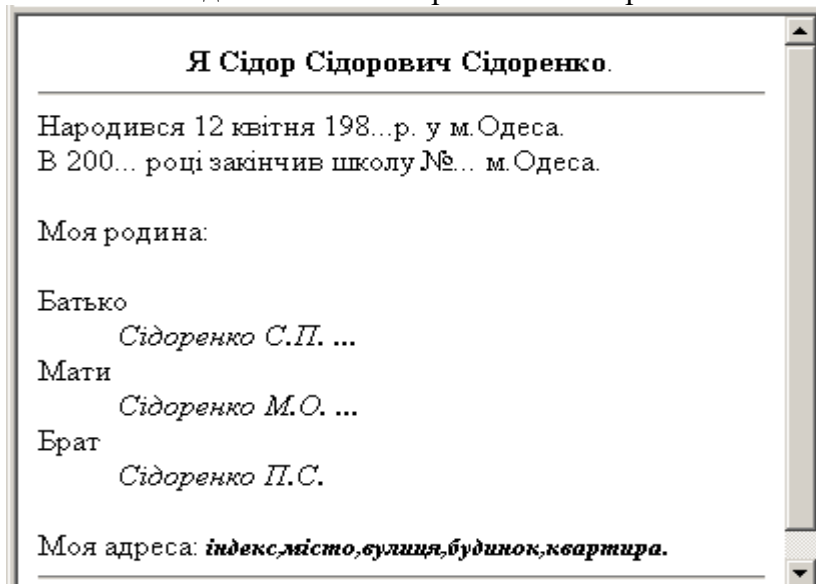 Я Сідор Сідорович Сідоренко.
Народився 12 квітня 198...р. у м.Одеса.
В 200... році закінчив школу №... м.Одеса.
Моя родина:
Батько
Сідоренко С.П. ...
Мати
Сідоренко М.О. ...
Брат
Сідоренко П.С.
Моя адреса: індекс,місто,вулиця,будинок,квартира.